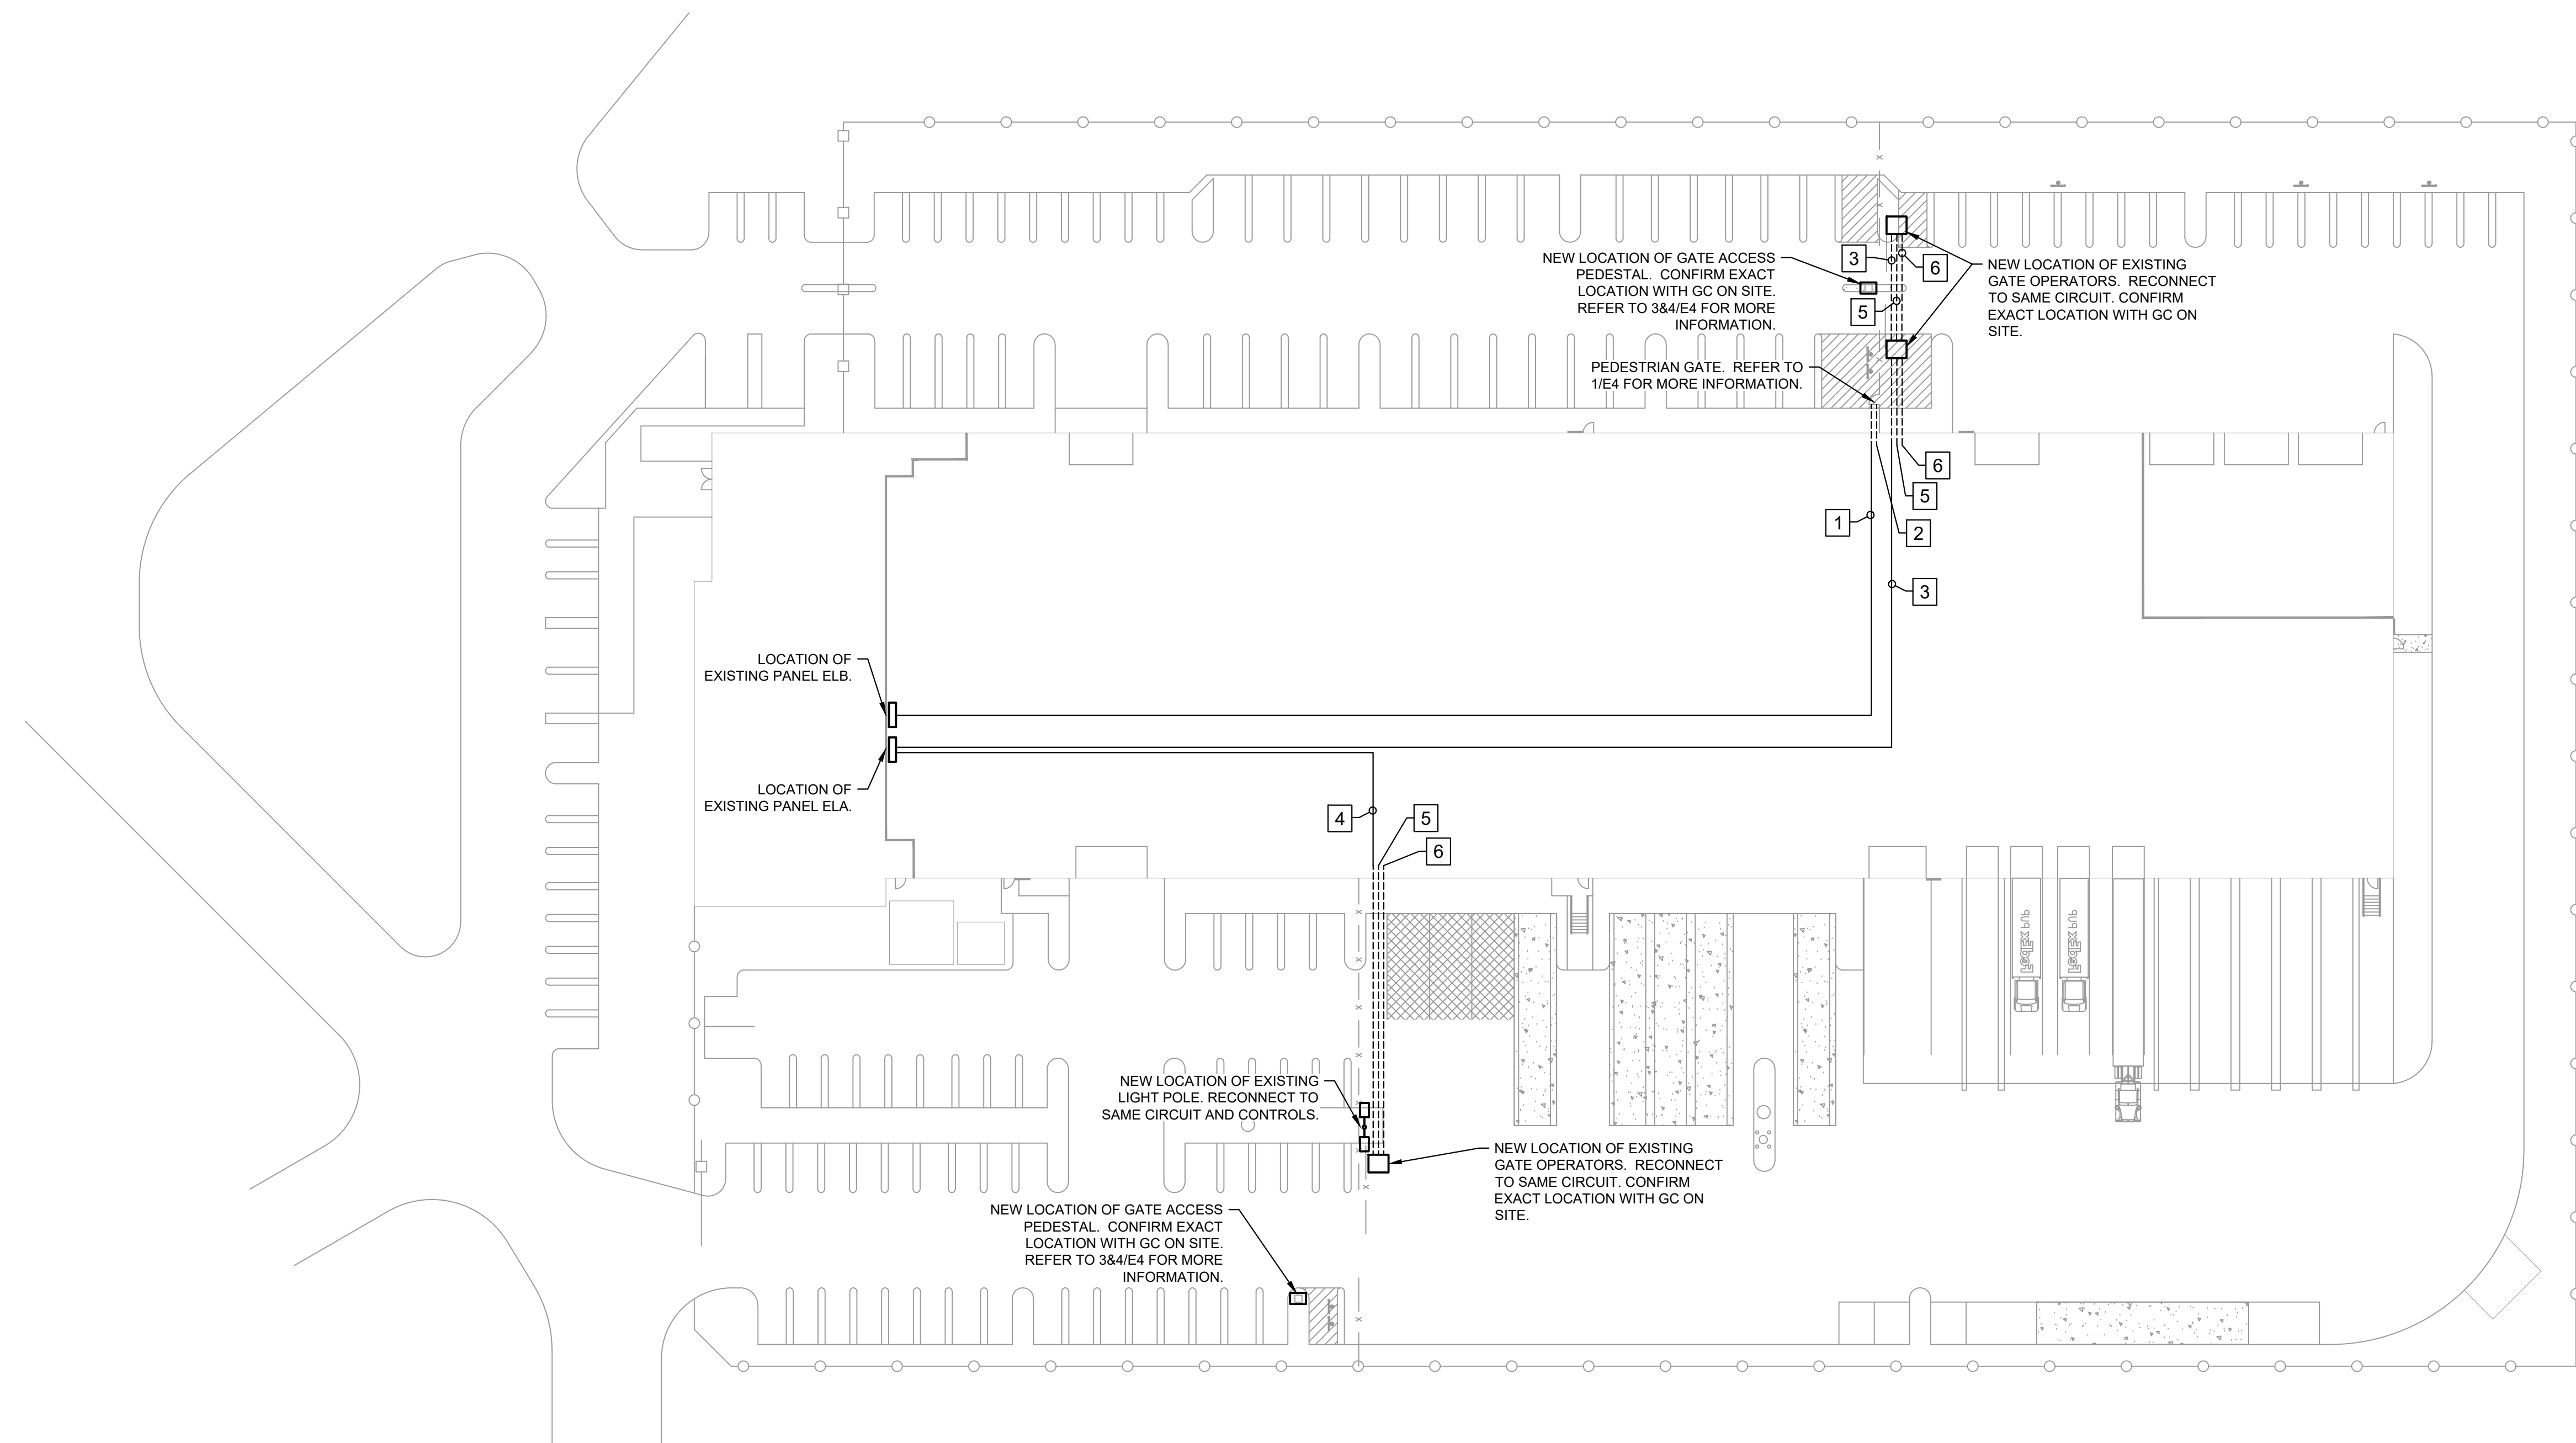 NEW LOCATION OF GATE ACCESS
PEDESTAL. CONFIRM EXACT
LOCATION WITH GC ON SITE.
REFER TO 3&4/E4 FOR MORE
INFORMATION.
3
6
5
NEW LOCATION OF EXISTING
GATE OPERATORS. RECONNECT
TO SAME CIRCUIT. CONFIRM
EXACT LOCATION WITH GC ON
SITE.
PEDESTRIAN GATE. REFER TO
1/E4 FOR MORE INFORMATION.
6
5
1
2
3
LOCATION OF
EXISTING PANEL ELB.
LOCATION OF
EXISTING PANEL ELA.
4
5
6
FedEx PUP
FedEx PUP
NEW LOCATION OF EXISTING
LIGHT POLE. RECONNECT TO
SAME CIRCUIT AND CONTROLS.
NEW LOCATION OF EXISTING
GATE OPERATORS. RECONNECT
TO SAME CIRCUIT. CONFIRM
EXACT LOCATION WITH GC ON
SITE.
NEW LOCATION OF GATE ACCESS
PEDESTAL. CONFIRM EXACT
LOCATION WITH GC ON SITE.
REFER TO 3&4/E4 FOR MORE
INFORMATION.